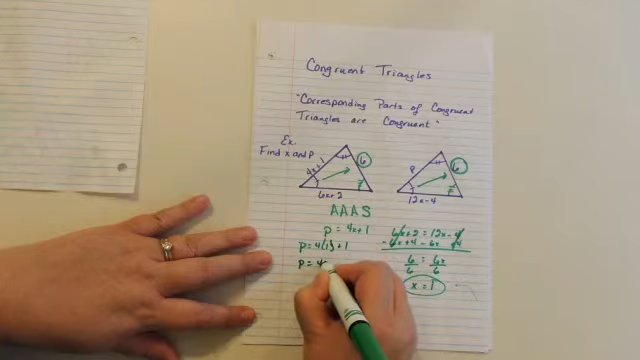 Congruent Triangles
"Corresponding Parts of Congruent
Triangles are Congruent"
Ex.
Find x and P
4x+1
6
P
6
6x+2
12x-4
AAAS
P = 4x+1
6x+2 = 12x-4
P = 4(1)+1
-6x+4 -6x +4
P = 4
6 = 6x
6 6
x = 1